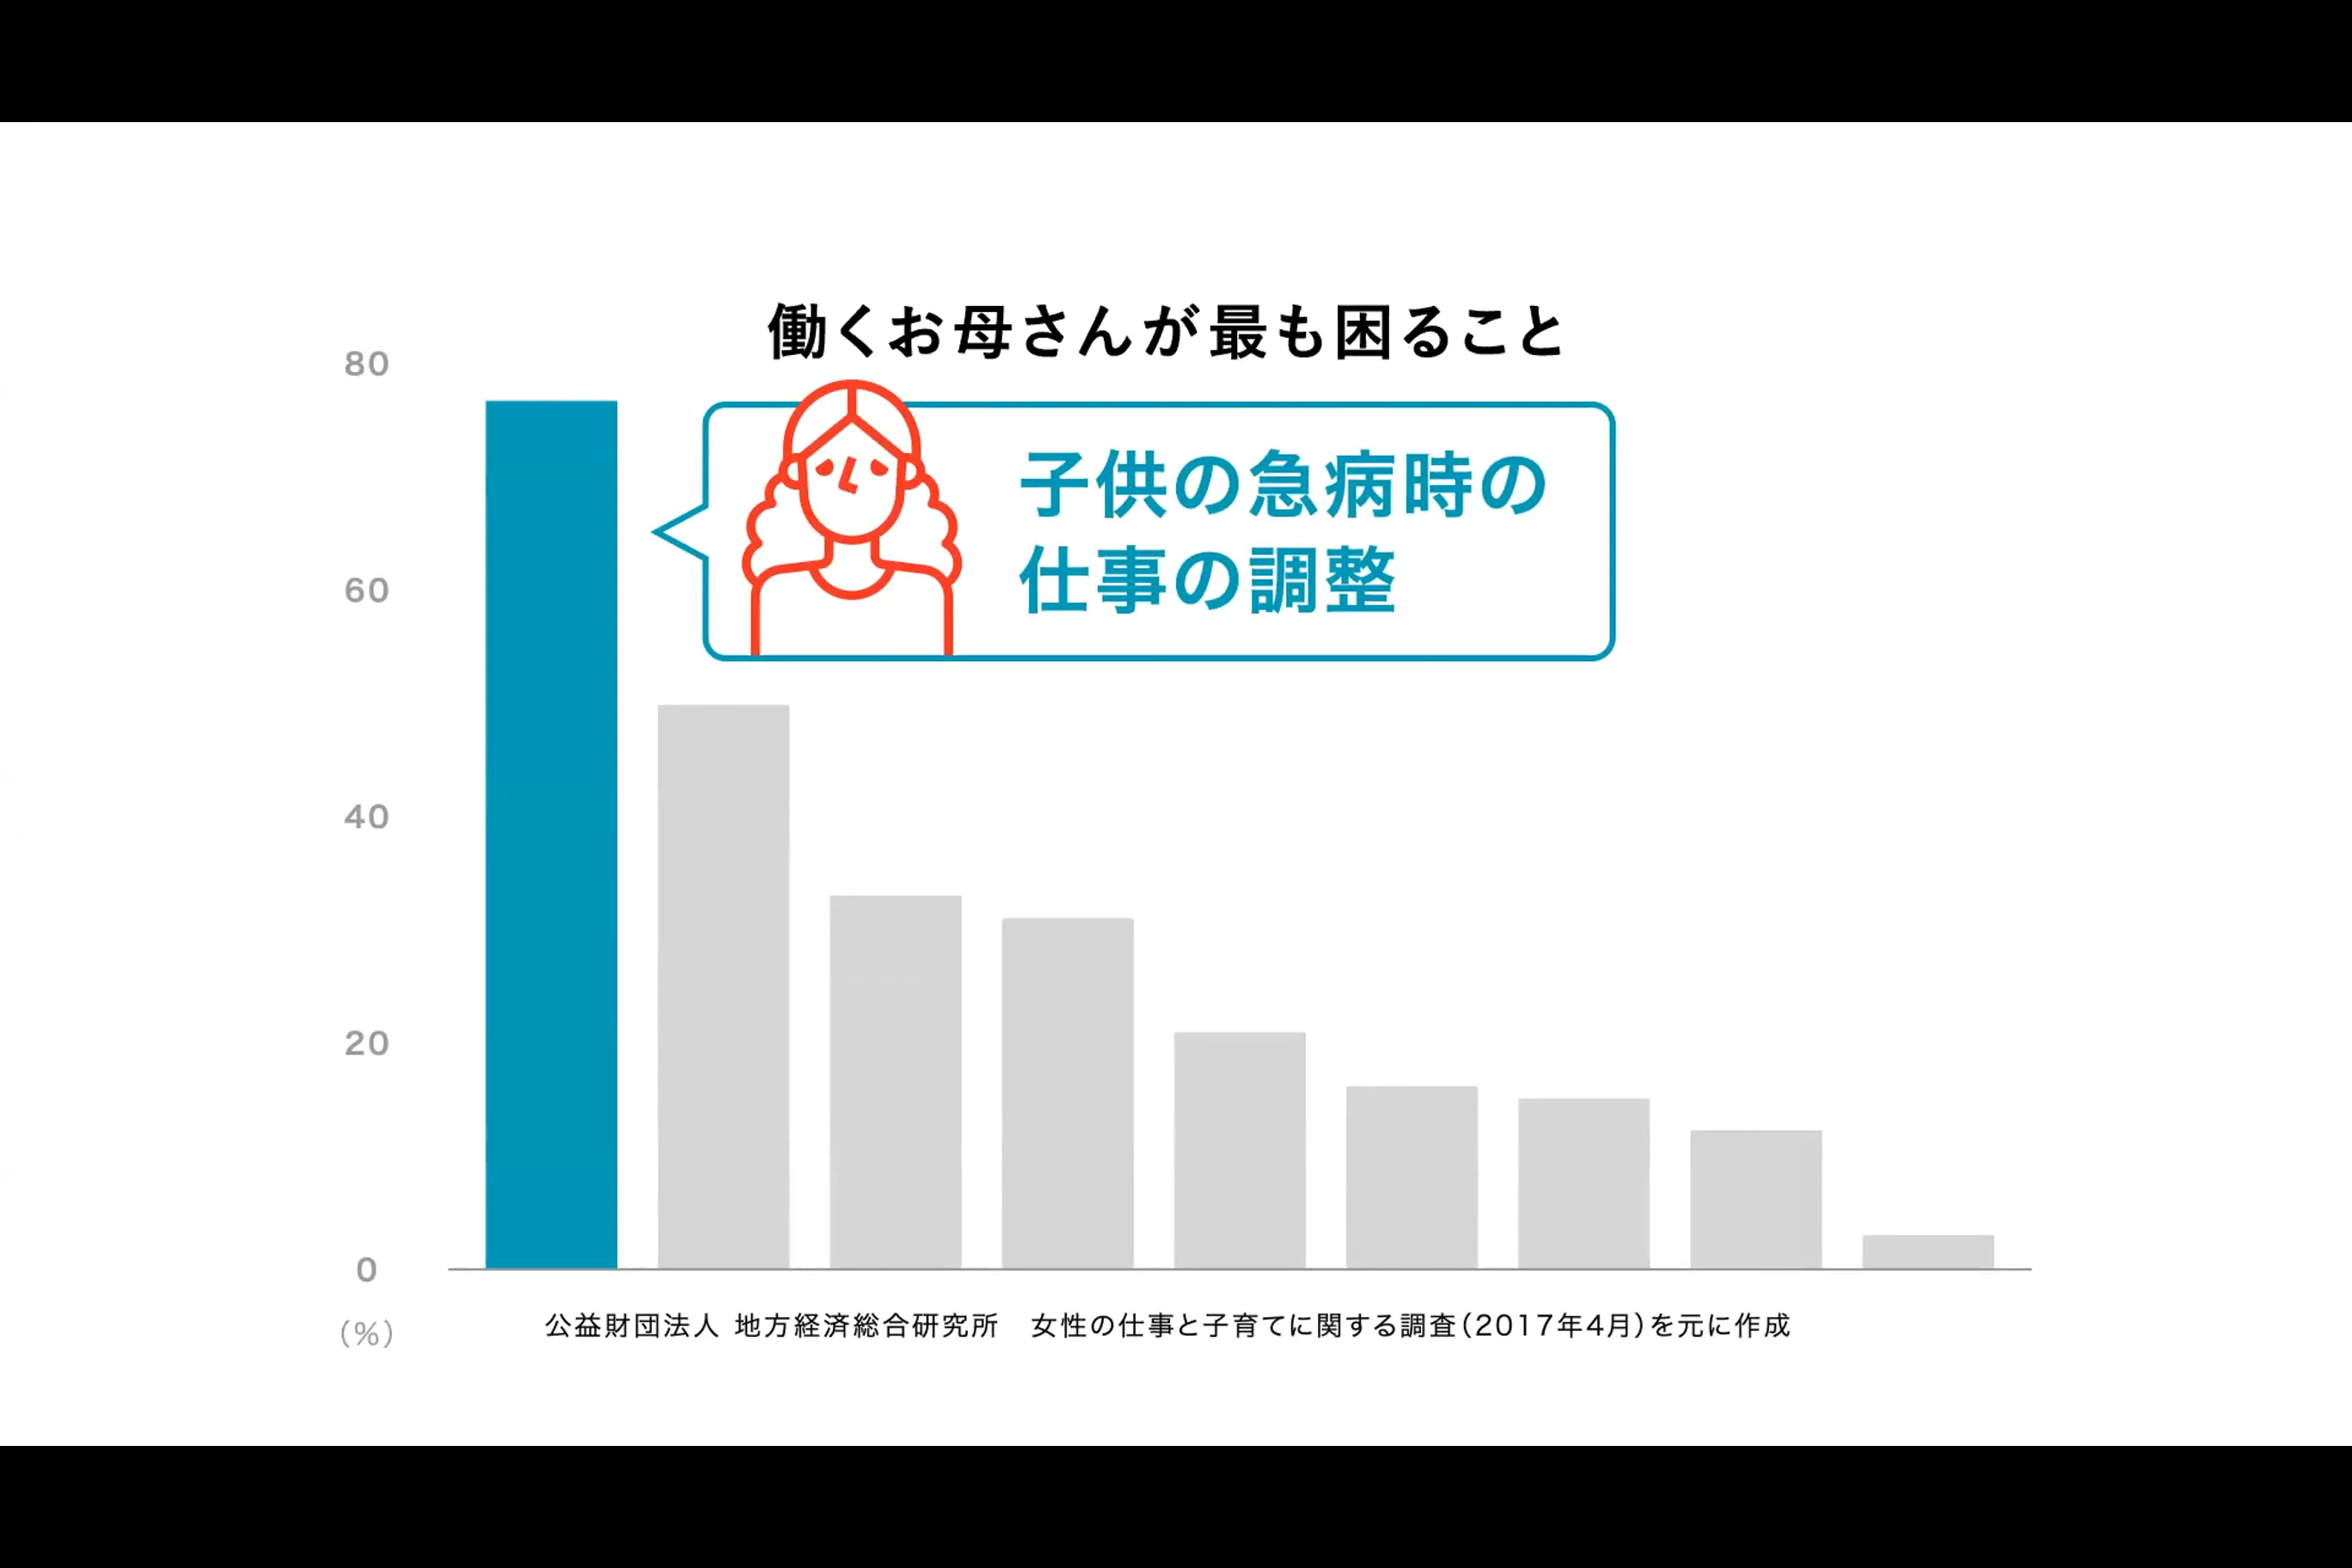 働くお母さんが最も困ること
子供の急病時の
仕事の調整
80
60
40
20
0
(%)
公益財団法人 地方経済総合研究所　女性の仕事と子育てに関する調査(2017年4月)を元に作成